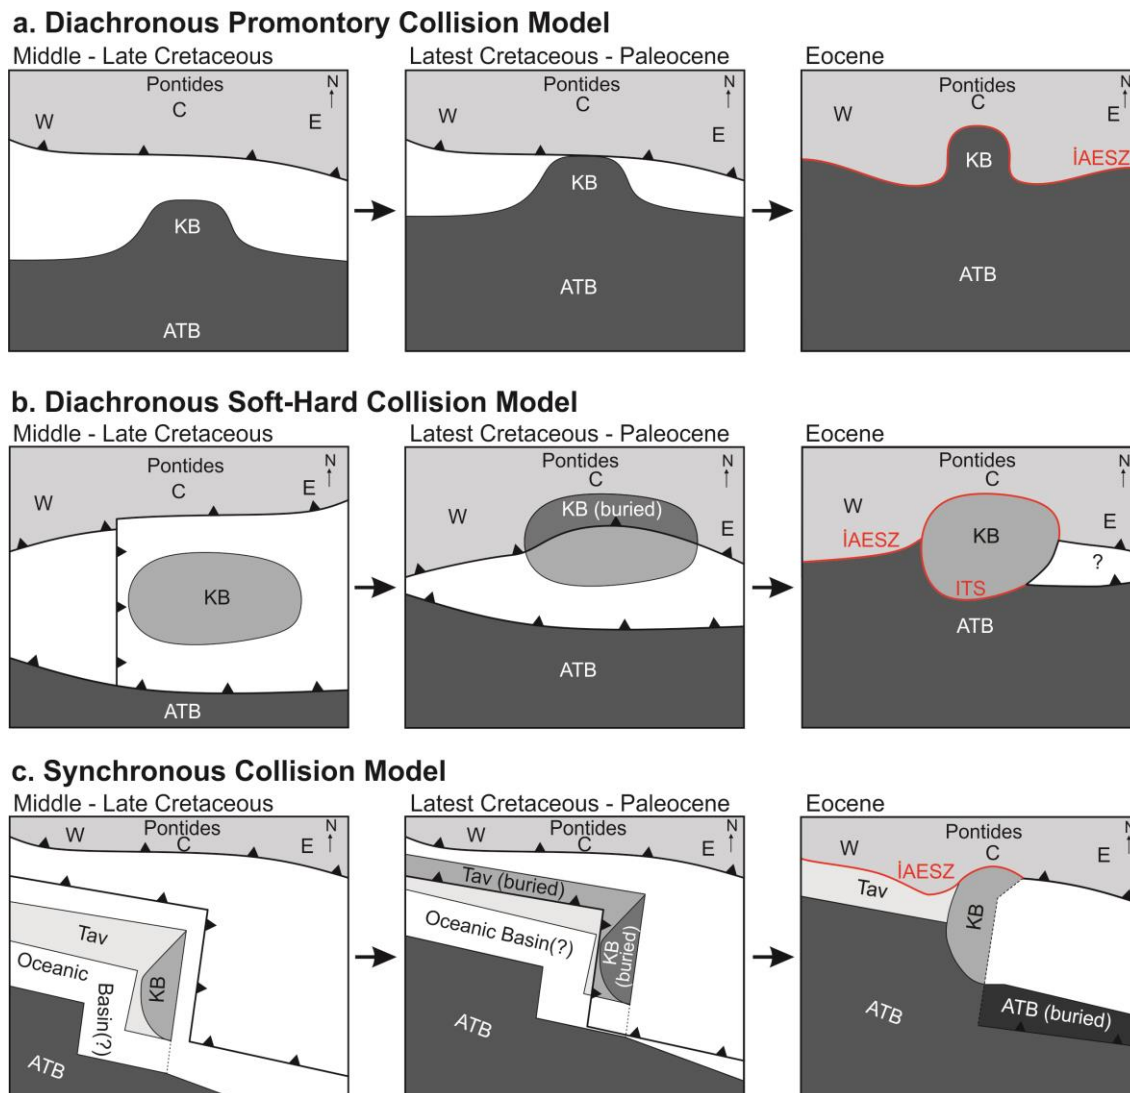 a. Diachronous Promontory Collision Model
Middle - Late Cretaceous
Latest Cretaceous - Paleocene
Eocene
Pontides
N
C
W
E
KB
ATB
Pontides
N
C
W
E
KB
ATB
Pontides
N
C
W
E
KB
İAESZ
ATB
b. Diachronous Soft-Hard Collision Model
Middle - Late Cretaceous
Latest Cretaceous - Paleocene
Eocene
Pontides
N
C
W
E
KB
ATB
Pontides
N
C
KB (buried)
W
E
ATB
Pontides
N
C
W
E
İAESZ
KB
?
ITS
ATB
c. Synchronous Collision Model
Middle - Late Cretaceous
Latest Cretaceous - Paleocene
Eocene
Pontides
N
W
C
E
Tav
Oceanic
Basin(?)
KB
ATB
Pontides
N
W
C
E
Tav (buried)
Oceanic Basin(?)
KB
(buried)
ATB
Pontides
N
W
C
E
İAESZ
Tav
KB
ATB
ATB (buried)